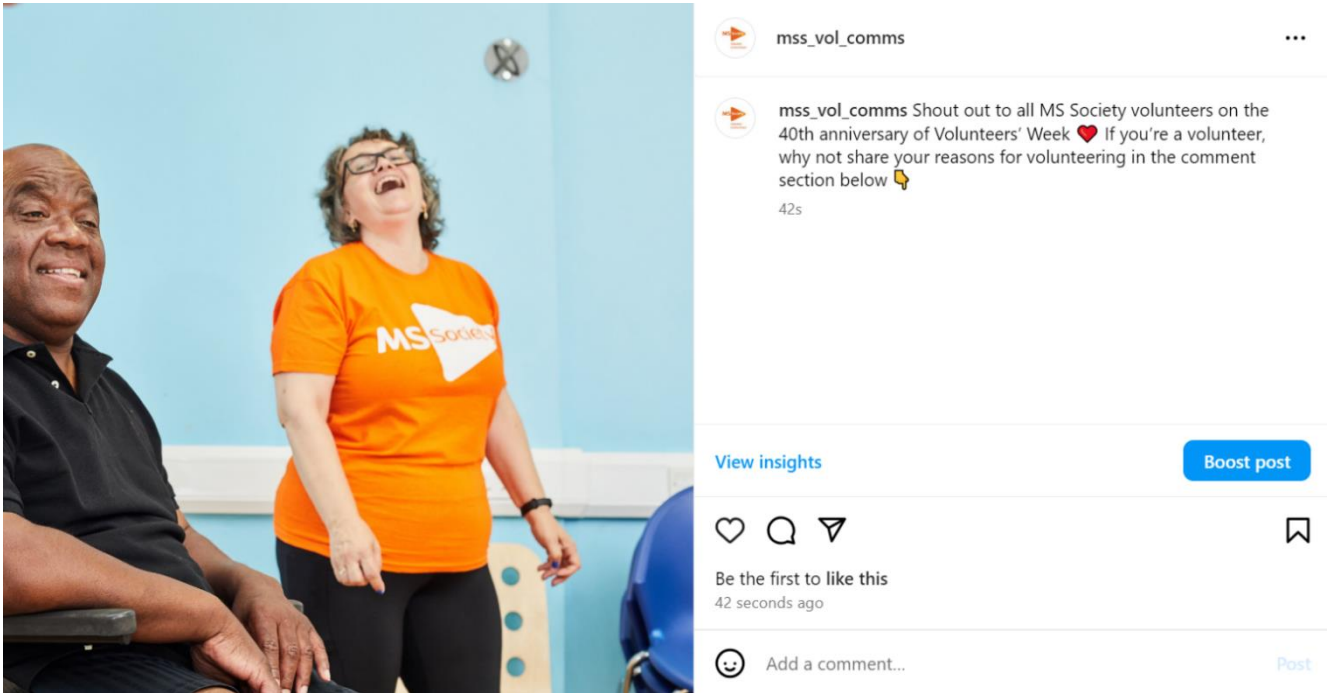 MS Society
mss_vol_comms
mss_vol_comms Shout out to all MS Society volunteers on the
40th anniversary of Volunteers’ Week ❤️ If you’re a volunteer,
why not share your reasons for volunteering in the comment
section below 👇
42s
View insights
Boost post
Be the first to like this
42 seconds ago
Add a comment...
Post